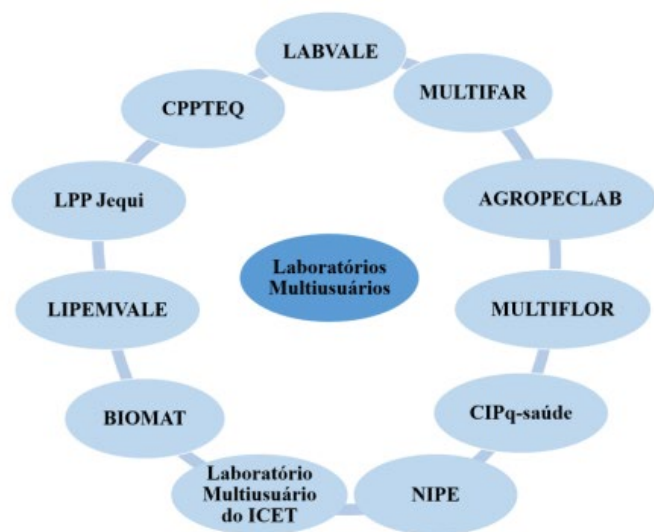 LABVALE
MULTIFAR
AGROPECLAB
MULTIFLOR
CIPq-saúde
NIPE
Laboratório
Multiusuário
do ICET
BIOMAT
LIPEMVALE
LPP Jequi
CPPTEQ
Laboratórios
Multiusuários